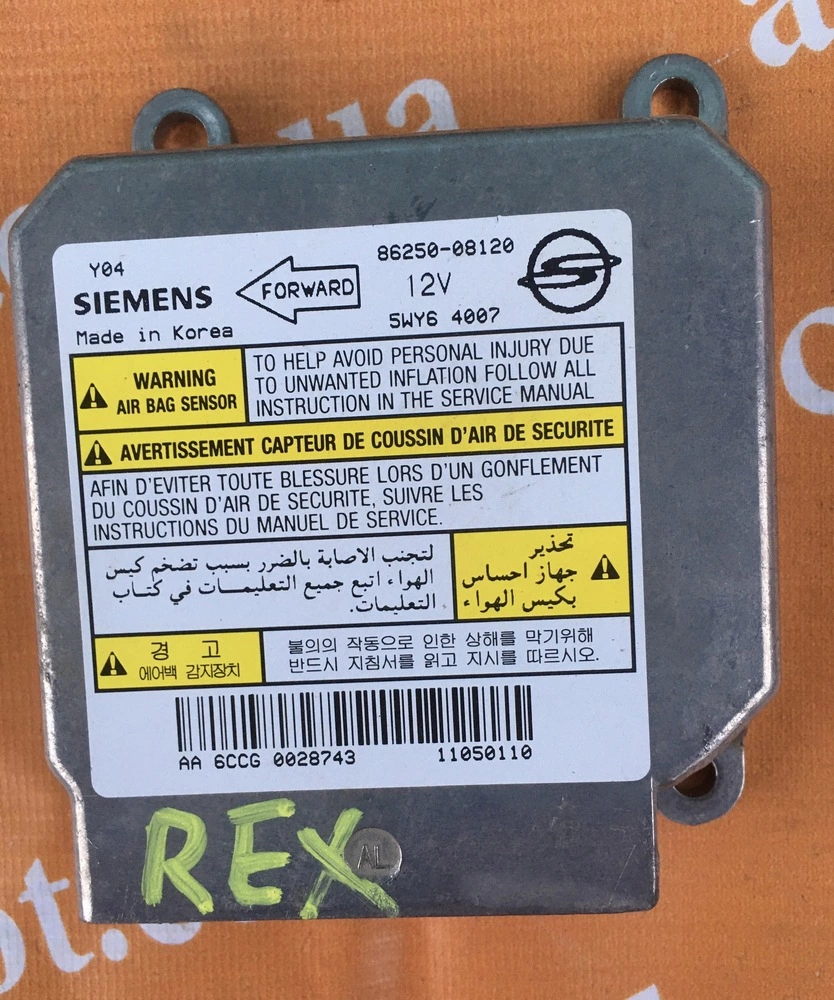 86250-08120
Y04
SIEMENS
FORWARD
12V
Made in Korea
5WY6 4007
WARNING
AIR BAG SENSOR
TO HELP AVOID PERSONAL INJURY DUE
TO UNWANTED INFLATION FOLLOW ALL
INSTRUCTION IN THE SERVICE MANUAL
AVERTISSEMENT CAPTEUR DE COUSSIN D'AIR DE SECURITE
AFIN D'EVITER TOUTE BLESSURE LORS D'UN GONFLEMENT
DU COUSSIN D'AIR DE SECURITE, SUIVRE LES
INSTRUCTIONS DU MANUEL DE SERVICE.
تحذير
جهاز احساس
بكيس الهواء
لتجنب الاصابة بالضرر بسبب تضخم كيس
الهواء اتبع جميع التعليمـــات في كتاب
التعليمات.
경 고
에어백 감지장치
불의의 작동으로 인한 상해를 막기위해
반드시 지침서를 읽고 지시를 따르시오.
AA 6CCG 0028743 11050110
REX
AL